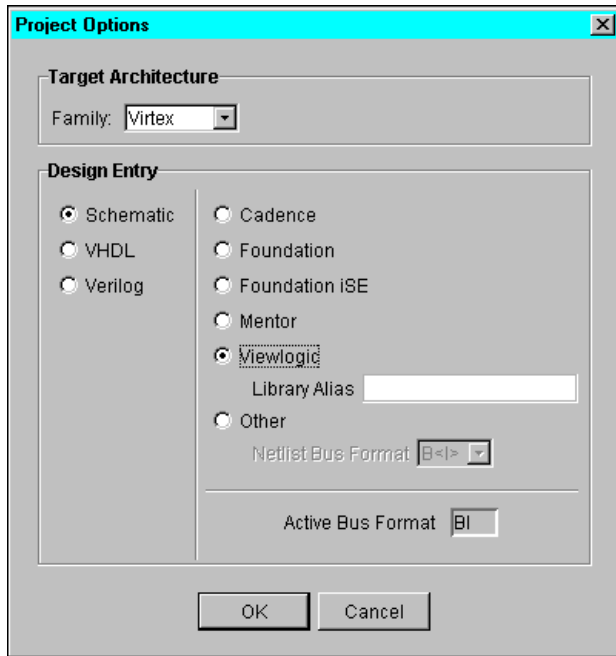 Project Options
Target Architecture
Family: Virtex
Design Entry
Schematic
VHDL
Verilog
Cadence
Foundation
Foundation iSE
Mentor
Viewlogic
Library Alias
Other
Netlist Bus Format B<I>
Active Bus Format BI
OK Cancel